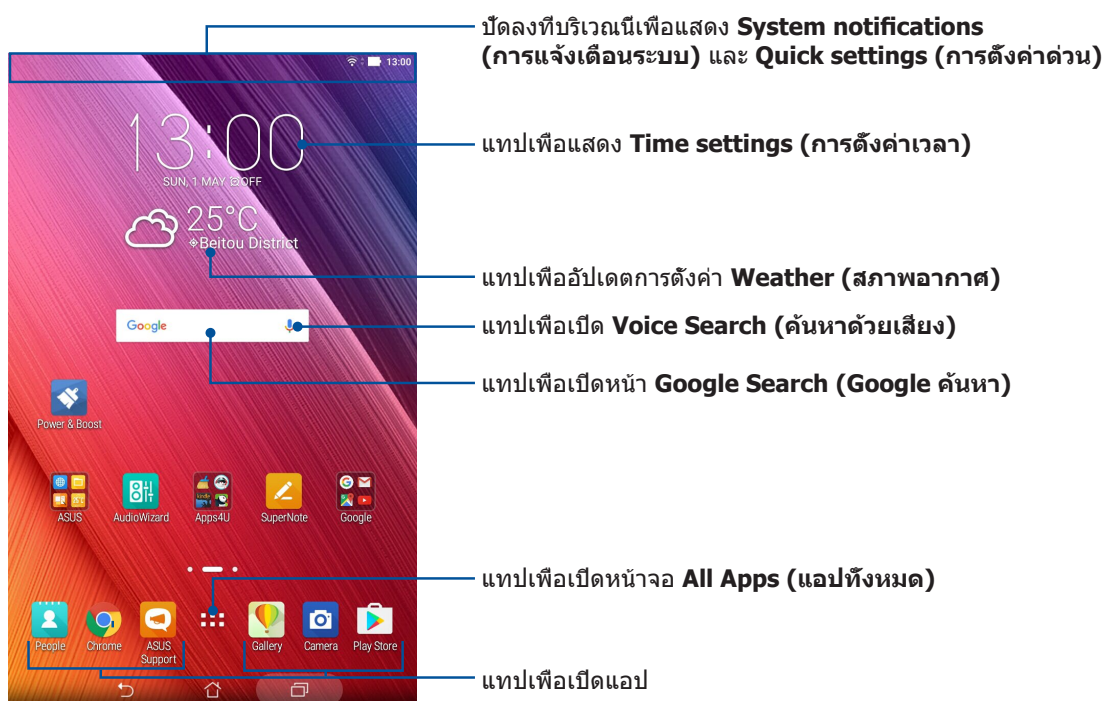 ปัดลงที่บริเวณนี้เพื่อแสดง System notifications
(การแจ้งเตือนระบบ) และ Quick settings (การตั้งค่าด่วน)
13:00
13:00
แทปเพื่อแสดง Time settings (การตั้งค่าเวลา)
SUN, 1 MAY OFF
25°C
Beitou District
แทปเพื่ออัปเดตการตั้งค่า Weather (สภาพอากาศ)
Google
แทปเพื่อเปิด Voice Search (ค้นหาด้วยเสียง)
แทปเพื่อเปิดหน้า Google Search (Google ค้นหา)
Power & Boost
kindle
ASUS AudioWizard Apps4U SuperNote Google
แทปเพื่อเปิดหน้าจอ All Apps (แอปทั้งหมด)
People Chrome ASUS Gallery Camera Play Store
Support
แทปเพื่อเปิดแอป